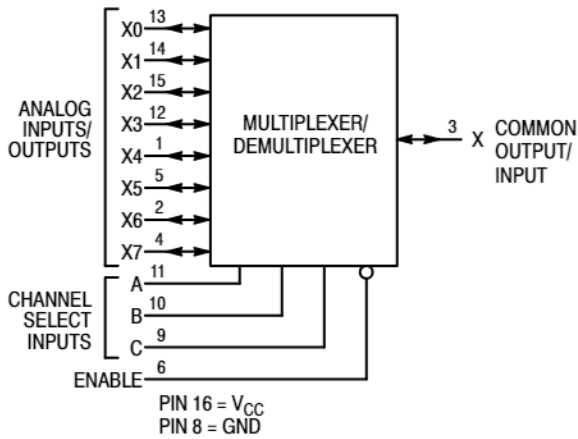 X0 13
X1 14
X2 15
X3 12
X4 1
X5 5
X6 2
X7 4
ANALOG
INPUTS/
OUTPUTS
MULTIPLEXER/
DEMULTIPLEXER
3 X COMMON
OUTPUT/
INPUT
A 11
B 10
C 9
CHANNEL
SELECT
INPUTS
ENABLE 6
PIN 16 = VCC
PIN 8 = GND